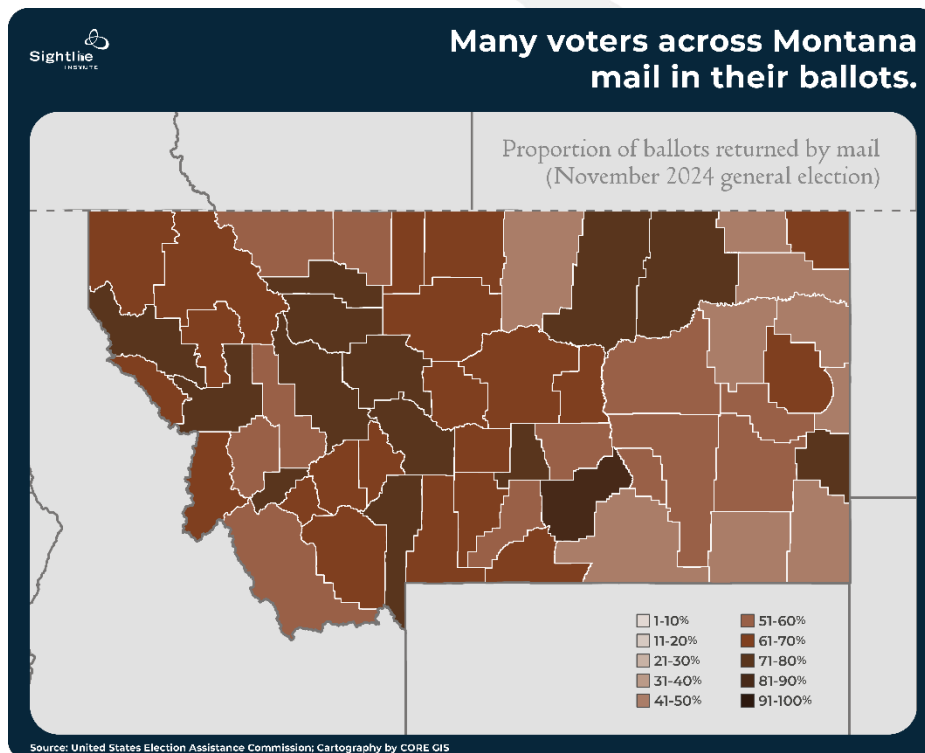 Sightline
INSTITUTE
Many voters across Montana
mail in their ballots.
Proportion of ballots returned by mail
(November 2024 general election)
1-10%
11-20%
21-30%
31-40%
41-50%
51-60%
61-70%
71-80%
81-90%
91-100%
Source: United States Election Assistance Commission; Cartography by CORE GIS